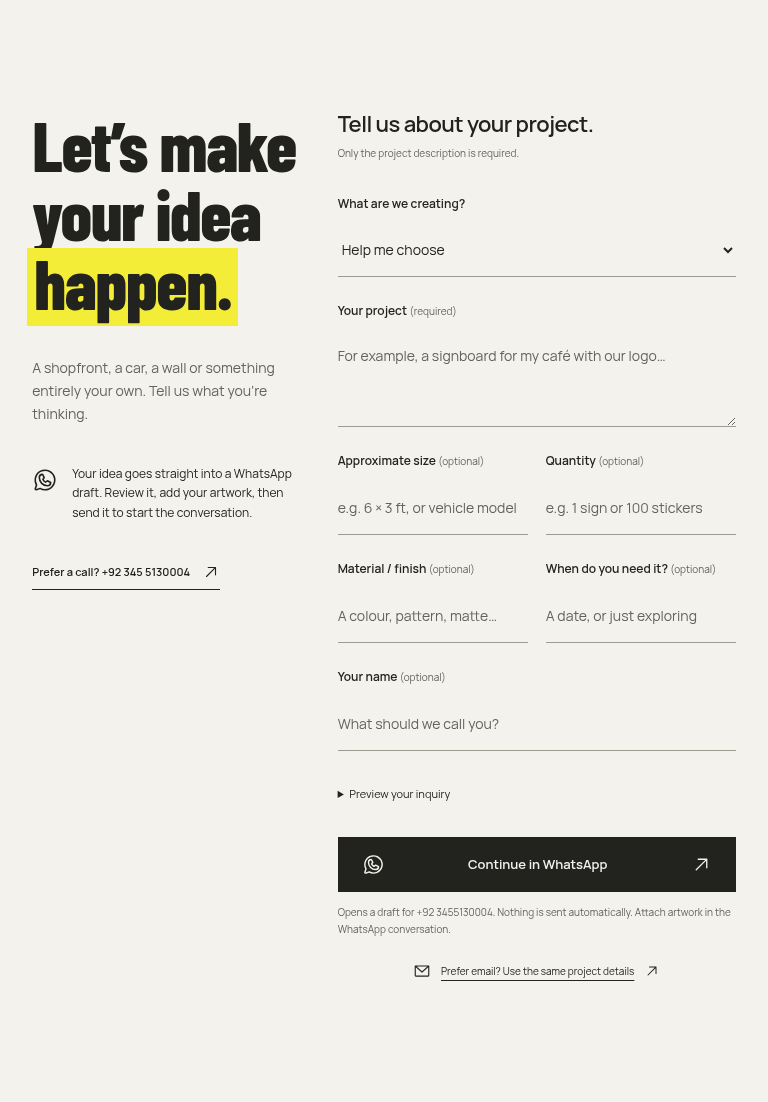 Let’s make
your idea
happen.
A shopfront, a car, a wall or something
entirely your own. Tell us what you’re
thinking.
Your idea goes straight into a WhatsApp
draft. Review it, add your artwork, then
send it to start the conversation.
Prefer a call? +92 345 5130004
Tell us about your project.
Only the project description is required.
What are we creating?
Help me choose
Your project (required)
For example, a signboard for my café with our logo…
Approximate size (optional)
Quantity (optional)
e.g. 6 × 3 ft, or vehicle model
e.g. 1 sign or 100 stickers
Material / finish (optional)
When do you need it? (optional)
A colour, pattern, matte…
A date, or just exploring
Your name (optional)
What should we call you?
Preview your inquiry
Continue in WhatsApp
Opens a draft for +92 3455130004. Nothing is sent automatically. Attach artwork in the
WhatsApp conversation.
Prefer email? Use the same project details